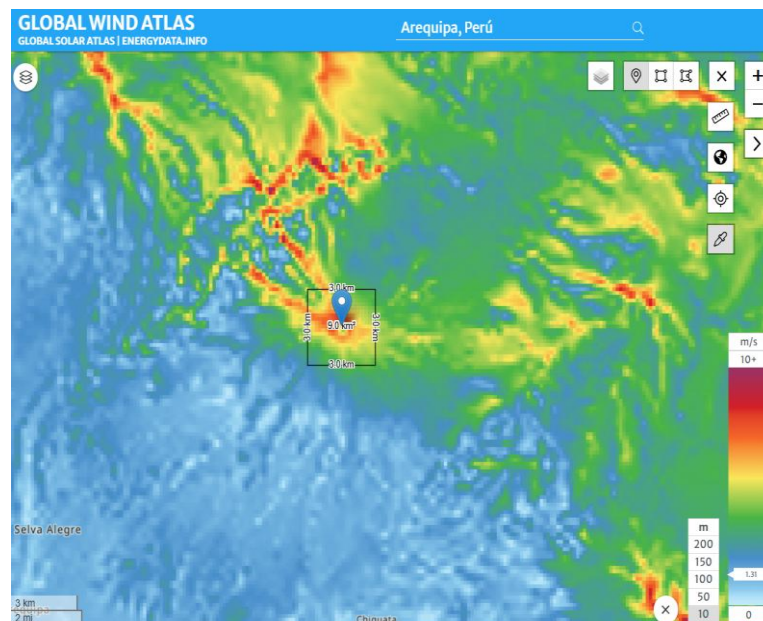 GLOBAL WIND ATLAS
GLOBAL SOLAR ATLAS | ENERGYDATA.INFO
Arequipa, Perú
3.0 km
3.0 km
9.0 km²
3.0 km
3.0 km
m/s
10+
m
200
150
100
50
10
1.31
0
Selva Alegre
3 km
2 mi
Chiguata